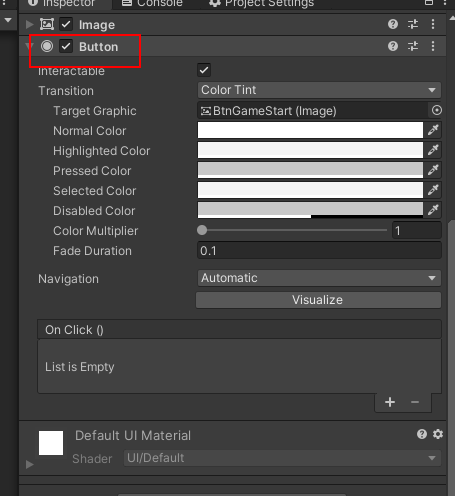 Inspector
Console
Project Settings
Image
Button
Interactable
Transition
Color Tint
Target Graphic
BtnGameStart (Image)
Normal Color
Highlighted Color
Pressed Color
Selected Color
Disabled Color
Color Multiplier
1
Fade Duration
0.1
Navigation
Automatic
Visualize
On Click ()
List is Empty
Default UI Material
Shader
UI/Default